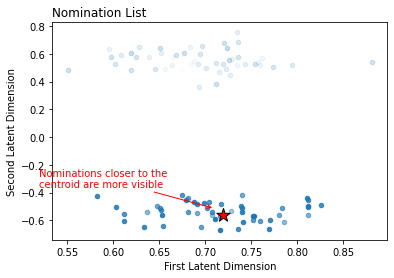 Nomination List
0.8
0.6
0.4
0.2
0.0
−0.2
−0.4
−0.6
Second Latent Dimension
Nominations closer to the
centroid are more visible
0.55 0.60 0.65 0.70 0.75 0.80 0.85
First Latent Dimension